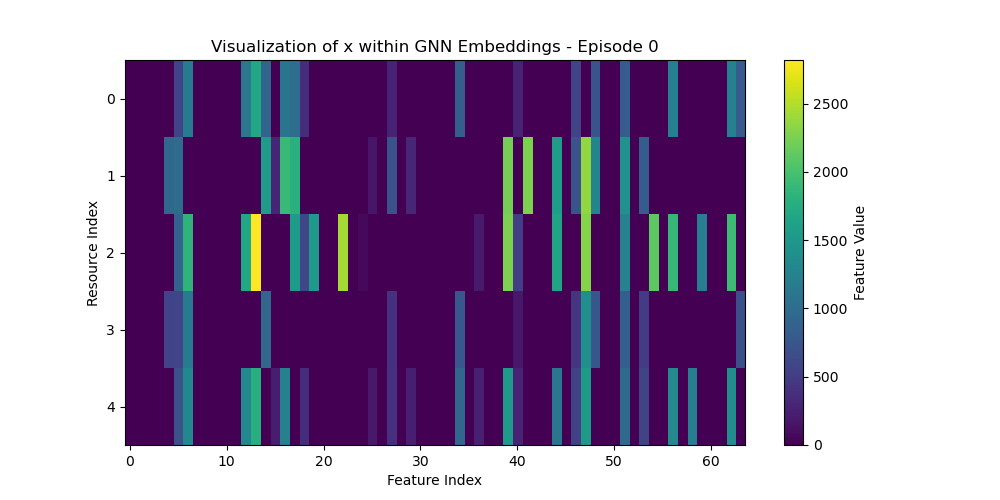 Visualization of x within GNN Embeddings - Episode 0
Resource Index
0
1
2
3
4
0 10 20 30 40 50 60
Feature Index
2500
2000
1500
1000
500
0
Feature Value